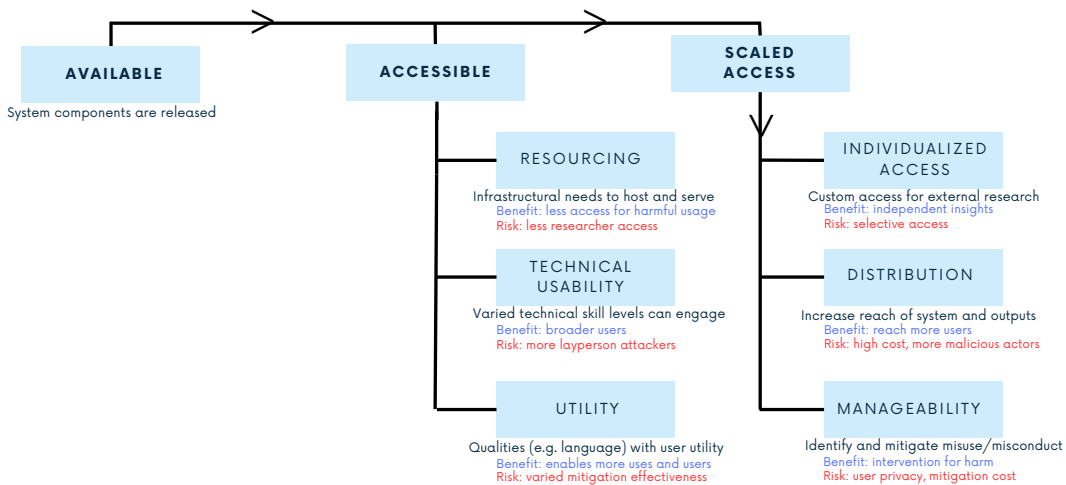 AVAILABLE
System components are released
ACCESSIBLE
RESOURCING
Infrastructural needs to host and serve
Benefit: less access for harmful usage
Risk: less researcher access
TECHNICAL
USABILITY
Varied technical skill levels can engage
Benefit: broader users
Risk: more layperson attackers
UTILITY
Qualities (e.g. language) with user utility
Benefit: enables more uses and users
Risk: varied mitigation effectiveness
SCALED
ACCESS
INDIVIDUALIZED
ACCESS
Custom access for external research
Benefit: independent insights
Risk: selective access
DISTRIBUTION
Increase reach of system and outputs
Benefit: reach more users
Risk: high cost, more malicious actors
MANAGEABILITY
Identify and mitigate misuse/misconduct
Benefit: intervention for harm
Risk: user privacy, mitigation cost